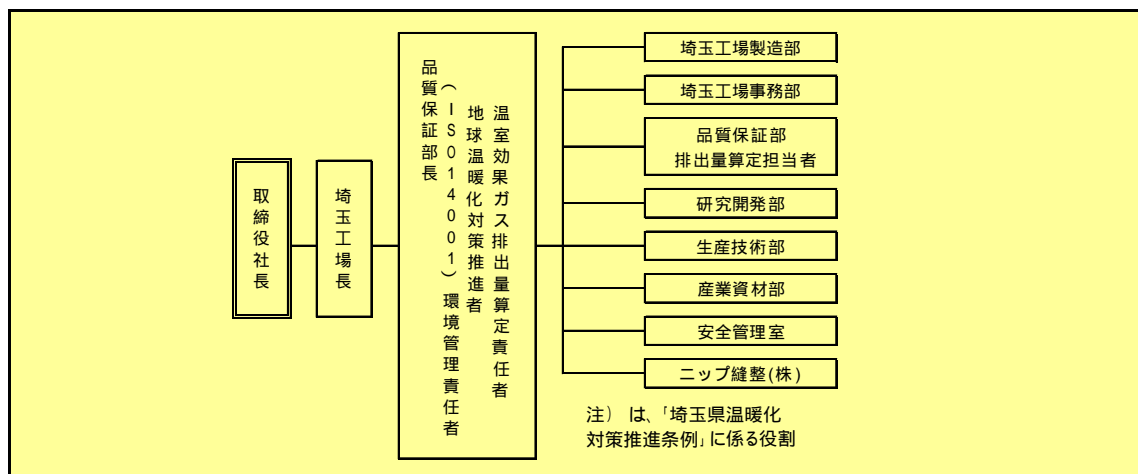 取締役社長
埼玉工場長
温室効果ガス排出量算定責任者
地球温暖化対策推進者
(ISO14001)環境管理責任者
品質保証部長
埼玉工場製造部
埼玉工場事務部
品質保証部
排出量算定担当者
研究開発部
生産技術部
産業資材部
安全管理室
ニップ縫整(株)
注) は、「埼玉県温暖化
対策推進条例」に係る役割